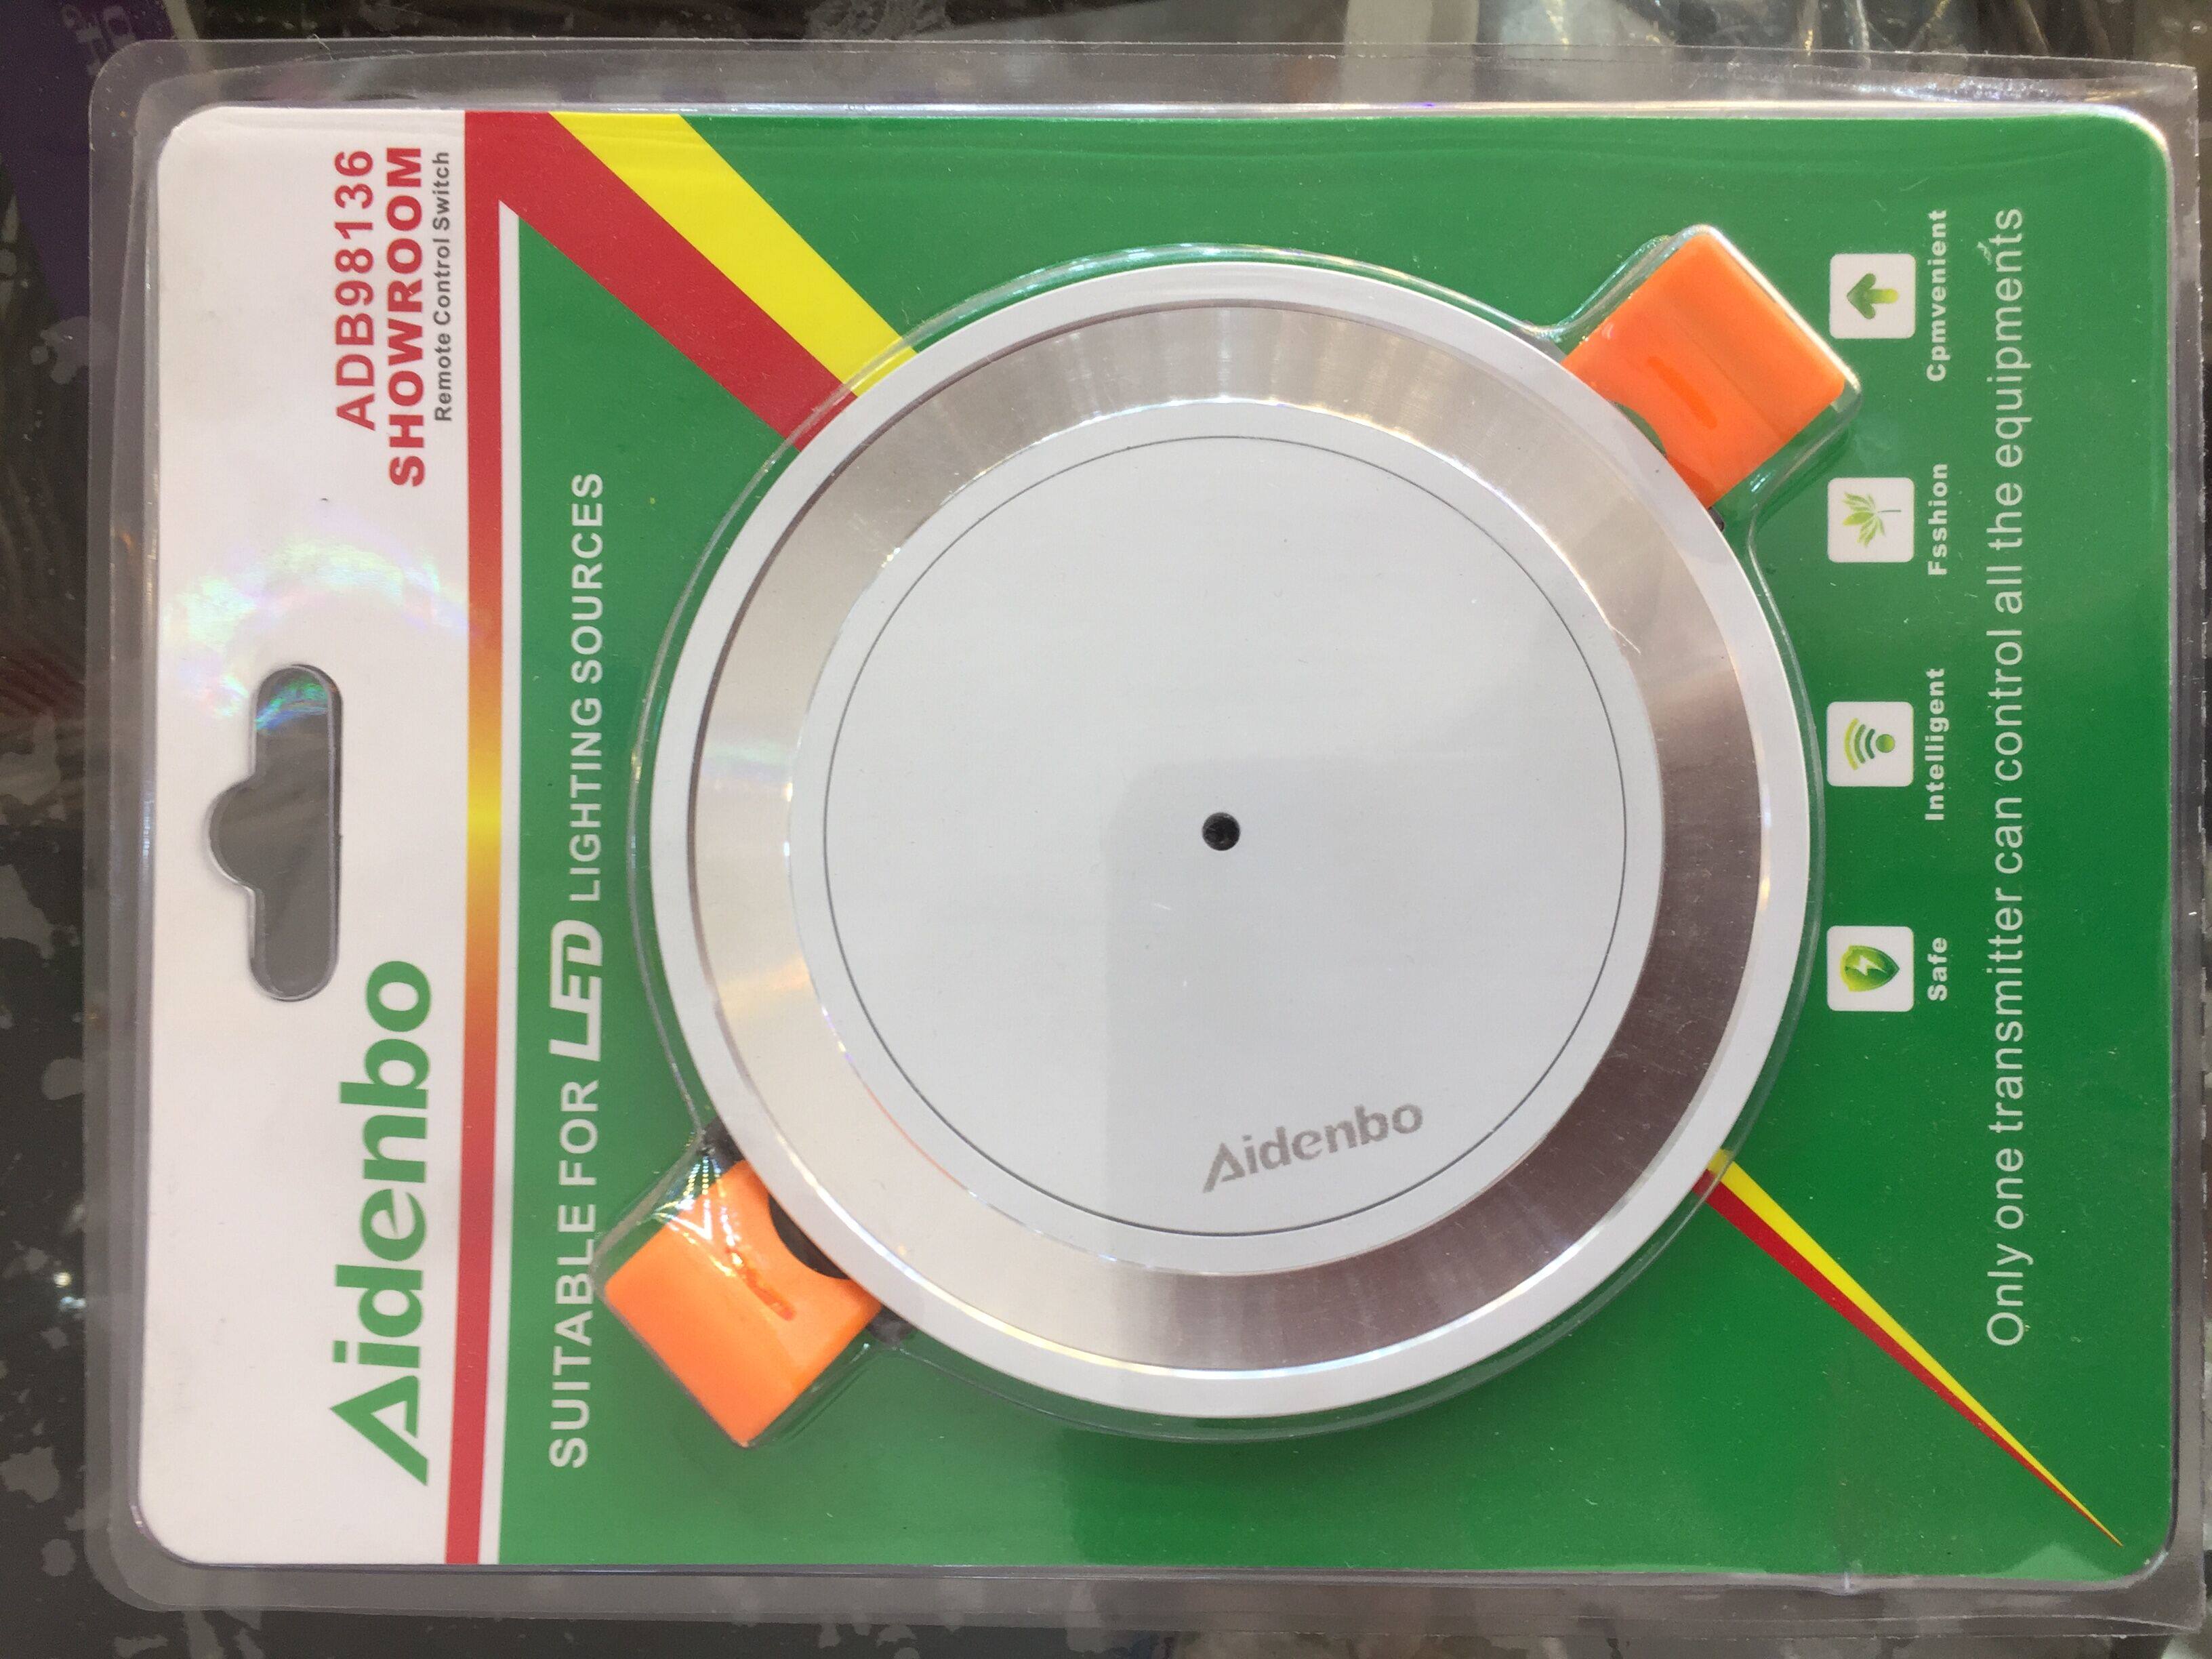 Aidenbo
ADB98136
SHOWROOM
Remote Control Switch
SUITABLE FOR LED LIGHTING SOURCES
Aidenbo
Safe
Intelligent
Fsshion
Cpmvenient
Only one transmitter can control all the equipments